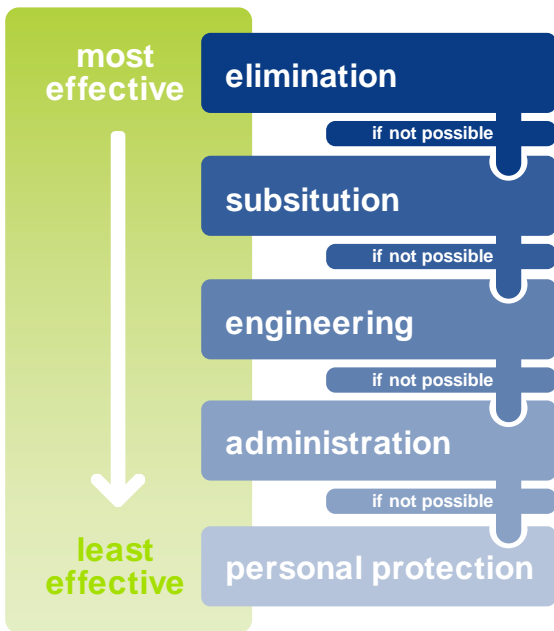 most
effective
elimination
if not possible
subsitution
if not possible
engineering
if not possible
administration
if not possible
least
effective
personal protection